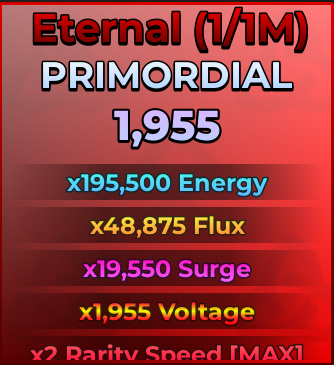 Eternal (1/1M)
PRIMORDIAL
1,955
x195,500 Energy
x48,875 Flux
x19,550 Surge
x1,955 Voltage
x2 Rarity Speed [MAX]